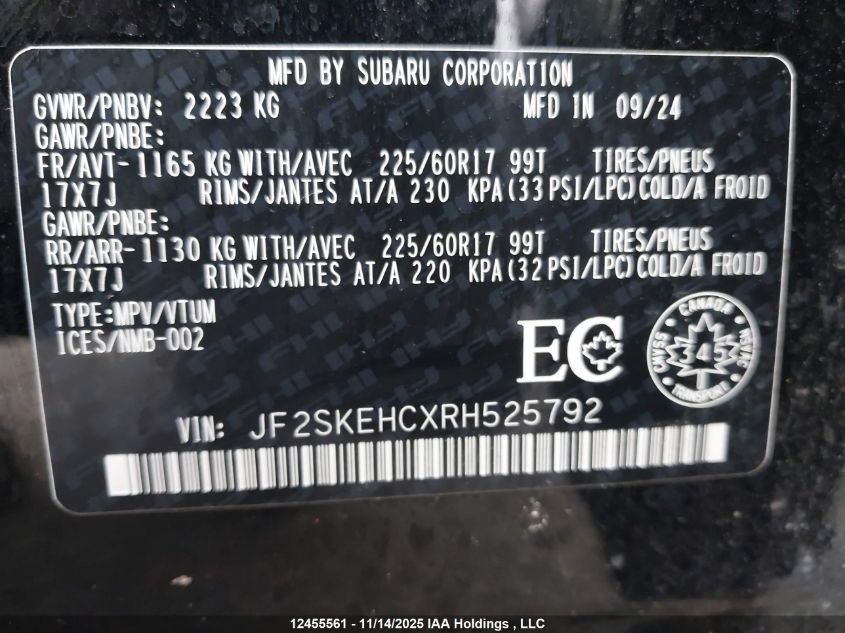 MFD BY SUBARU CORPORATION
GVWR/PNBV: 2223 KG MFD IN 09/24
GAWR/PNBE:
FR/AVT-1165 KG WITH/AVEC 225/60R17 99T TIRES/PNEUS
17X7J RIMS/JANTES AT/A 230 KPA(33 PSI/LPC)COLD/A FROID
GAWR/PNBE:
RR/ARR-1130 KG WITH/AVEC 225/60R17 99T TIRES/PNEUS
17X7J RIMS/JANTES AT/A 220 KPA(32 PSI/LPC)COLD/A FROID
TYPE:MPV/VTUM
ICES/NMB-002
EC
CANADA
CMVSS 345 NSVAC
TRANSPORT
VIN: JF2SKEHCXRH525792
12455561 - 11/14/2025 IAA Holdings , LLC